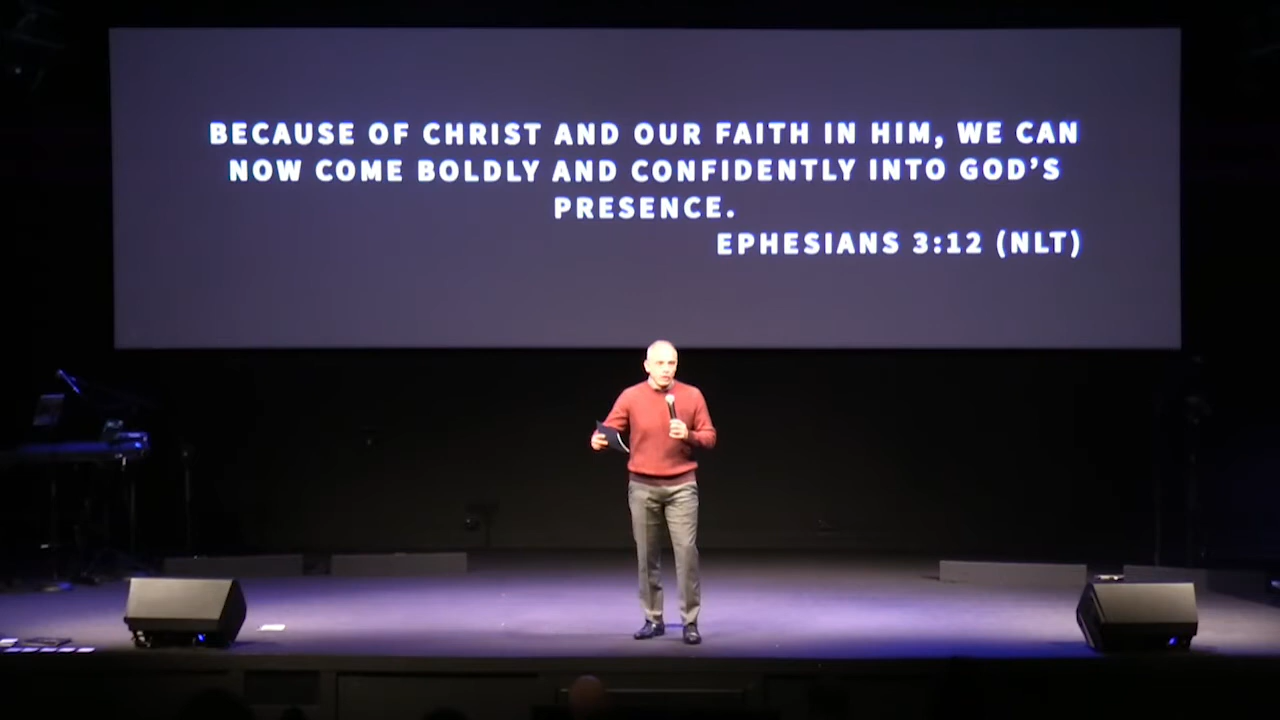 BECAUSE OF CHRIST AND OUR FAITH IN HIM, WE CAN
NOW COME BOLDLY AND CONFIDENTLY INTO GOD’S
PRESENCE.
EPHESIANS 3:12 (NLT)